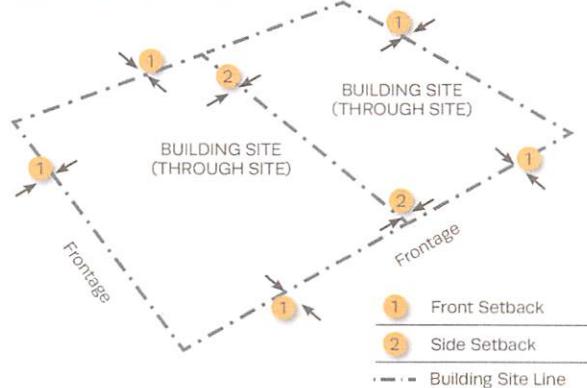 1
1
2
BUILDING SITE
(THROUGH SITE)
BUILDING SITE
(THROUGH SITE)
1
1
2
Frontage
Frontage
1
1 Front Setback
2 Side Setback
Building Site Line